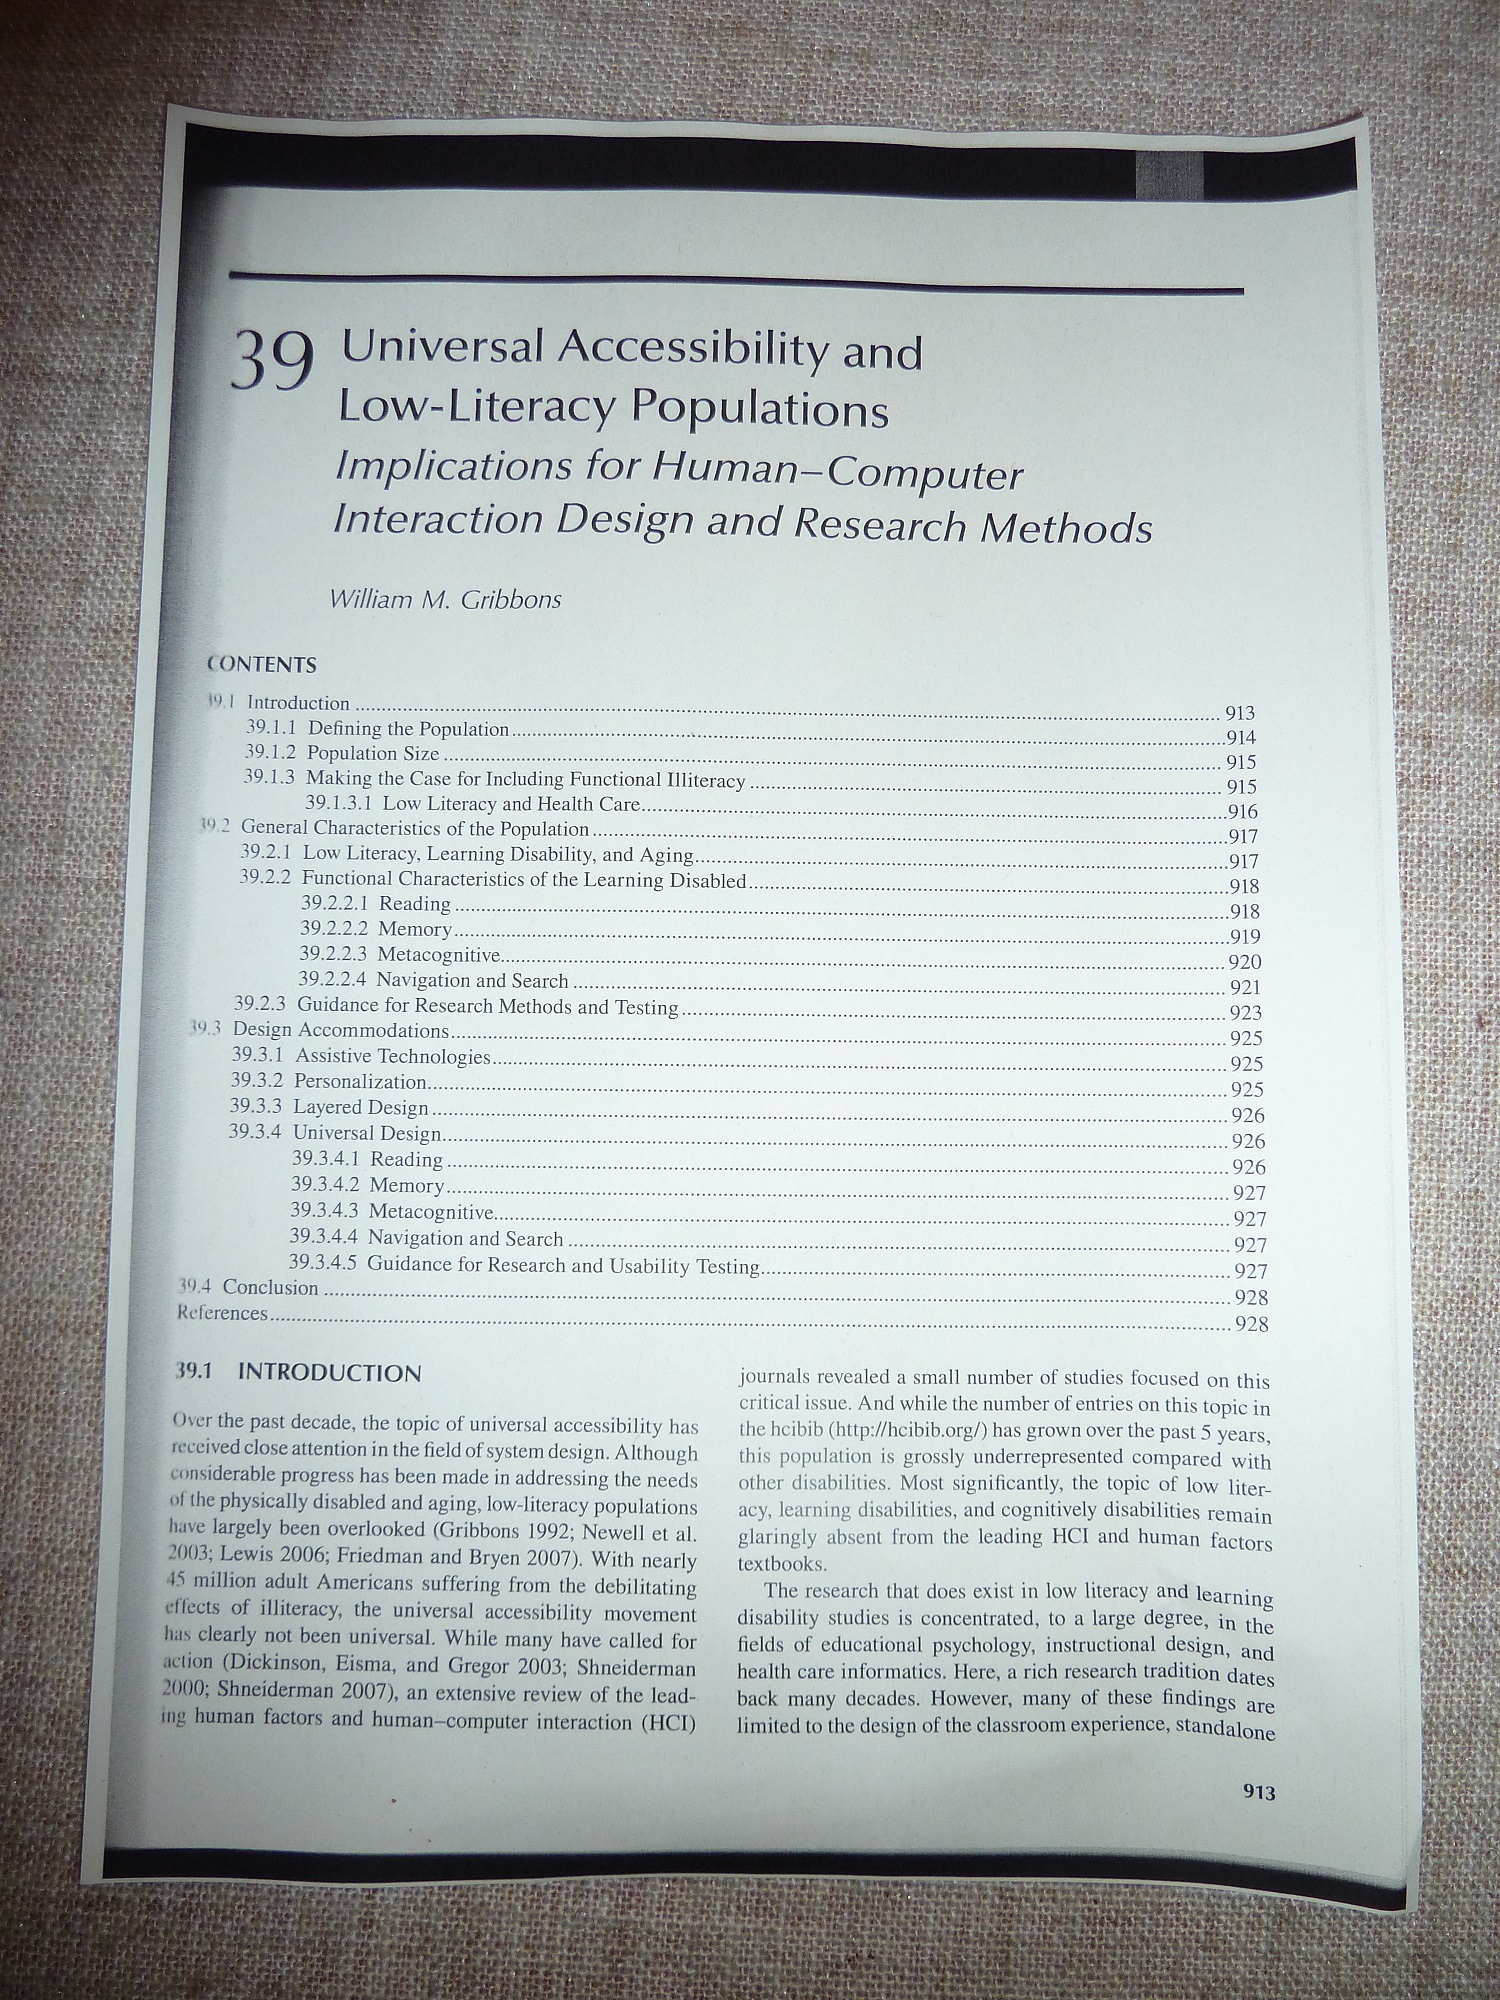 39 Universal Accessibility and
Low-Literacy Populations
Implications for Human–Computer
Interaction Design and Research Methods
William M. Gribbons
CONTENTS
39.1 Introduction ........ 913
39.1.1 Defining the Population ........ 914
39.1.2 Population Size ........ 915
39.1.3 Making the Case for Including Functional Illiteracy ........ 915
39.1.3.1 Low Literacy and Health Care ........ 916
39.2 General Characteristics of the Population ........ 917
39.2.1 Low Literacy, Learning Disability, and Aging ........ 917
39.2.2 Functional Characteristics of the Learning Disabled ........ 918
39.2.2.1 Reading ........ 918
39.2.2.2 Memory ........ 919
39.2.2.3 Metacognitive ........ 920
39.2.2.4 Navigation and Search ........ 921
39.2.3 Guidance for Research Methods and Testing ........ 923
39.3 Design Accommodations ........ 925
39.3.1 Assistive Technologies ........ 925
39.3.2 Personalization ........ 925
39.3.3 Layered Design ........ 926
39.3.4 Universal Design ........ 926
39.3.4.1 Reading ........ 926
39.3.4.2 Memory ........ 927
39.3.4.3 Metacognitive ........ 927
39.3.4.4 Navigation and Search ........ 927
39.3.4.5 Guidance for Research and Usability Testing ........ 927
39.4 Conclusion ........ 928
References ........ 928
39.1 INTRODUCTION
Over the past decade, the topic of universal accessibility has
received close attention in the field of system design. Although
considerable progress has been made in addressing the needs
of the physically disabled and aging, low-literacy populations
have largely been overlooked (Gribbons 1992; Newell et al.
2003; Lewis 2006; Friedman and Bryen 2007). With nearly
45 million adult Americans suffering from the debilitating
effects of illiteracy, the universal accessibility movement
has clearly not been universal. While many have called for
action (Dickinson, Eisma, and Gregor 2003; Shneiderman
2000; Shneiderman 2007), an extensive review of the lead-
ing human factors and human–computer interaction (HCI)
journals revealed a small number of studies focused on this
critical issue. And while the number of entries on this topic in
the hcibib (http://hcibib.org/) has grown over the past 5 years,
this population is grossly underrepresented compared with
other disabilities. Most significantly, the topic of low liter-
acy, learning disabilities, and cognitively disabilities remain
glaringly absent from the leading HCI and human factors
textbooks.
The research that does exist in low literacy and learning
disability studies is concentrated, to a large degree, in the
fields of educational psychology, instructional design, and
health care informatics. Here, a rich research tradition dates
back many decades. However, many of these findings are
limited to the design of the classroom experience, standalone
913